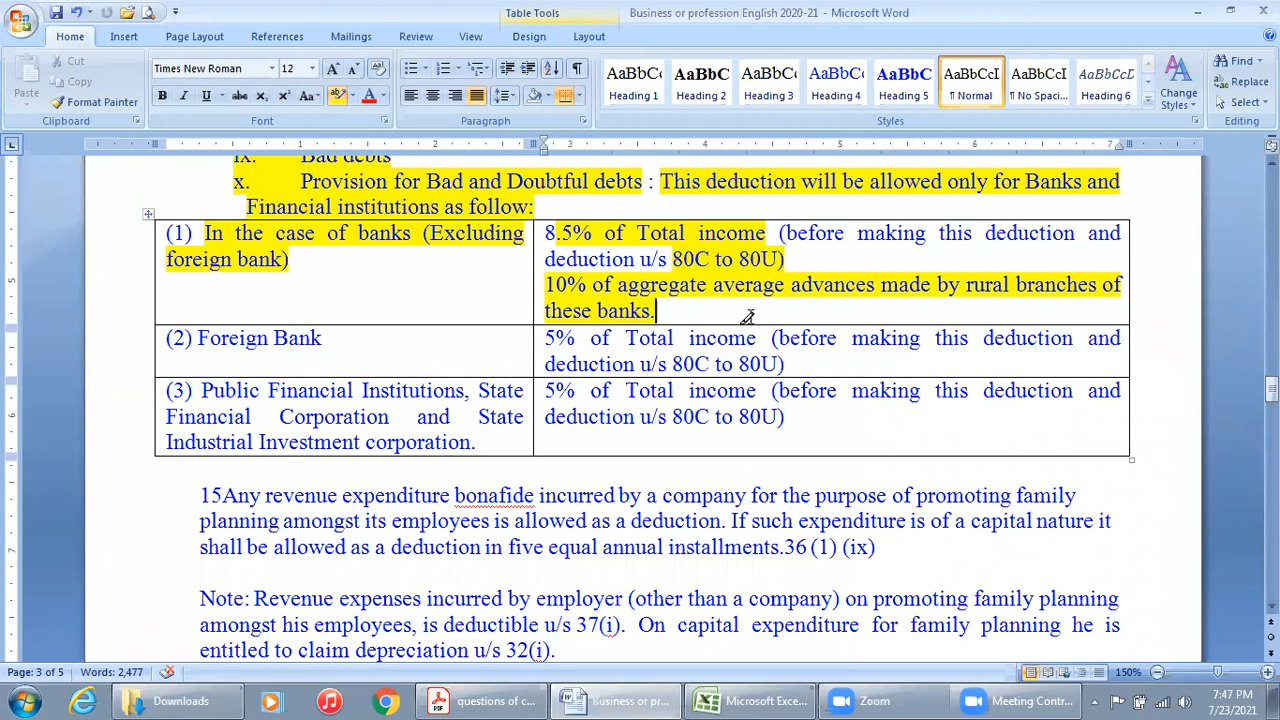 Table Tools
Business or profession English 2020-21 - Microsoft Word
Home
Insert
Page Layout
References
Mailings
Review
View
Design
Layout
Paste
Cut
Copy
Format Painter
Clipboard
Times New Roman
12
Font
Paragraph
AaBbCc
Heading 1
AaBbC
Heading 2
AaBbCc
Heading 3
AaBbCc
Heading 4
AaBbC
Heading 5
AaBbCcI
¶ Normal
AaBbCcI
¶ No Spaci...
AaBbCcD
Heading 6
Change
Styles
Styles
Find
Replace
Select
Editing
1 2 3 4 5 6 7
ix. Bad debts
x. Provision for Bad and Doubtful debts : This deduction will be allowed only for Banks and
Financial institutions as follow:
(1) In the case of banks (Excluding
foreign bank)
8.5% of Total income (before making this deduction and
deduction u/s 80C to 80U)
10% of aggregate average advances made by rural branches of
these banks.
(2) Foreign Bank
5% of Total income (before making this deduction and
deduction u/s 80C to 80U)
(3) Public Financial Institutions, State
Financial Corporation and State
Industrial Investment corporation.
5% of Total income (before making this deduction and
deduction u/s 80C to 80U)
15Any revenue expenditure bonafide incurred by a company for the purpose of promoting family
planning amongst its employees is allowed as a deduction. If such expenditure is of a capital nature it
shall be allowed as a deduction in five equal annual installments.36 (1) (ix)
Note: Revenue expenses incurred by employer (other than a company) on promoting family planning
amongst his employees, is deductible u/s 37(i). On capital expenditure for family planning he is
entitled to claim depreciation u/s 32(i).
Page: 3 of 5
Words: 2,477
150%
Downloads
questions of c...
Business or pr...
Microsoft Exce...
Zoom
Meeting Contr...
7:47 PM
7/23/2021